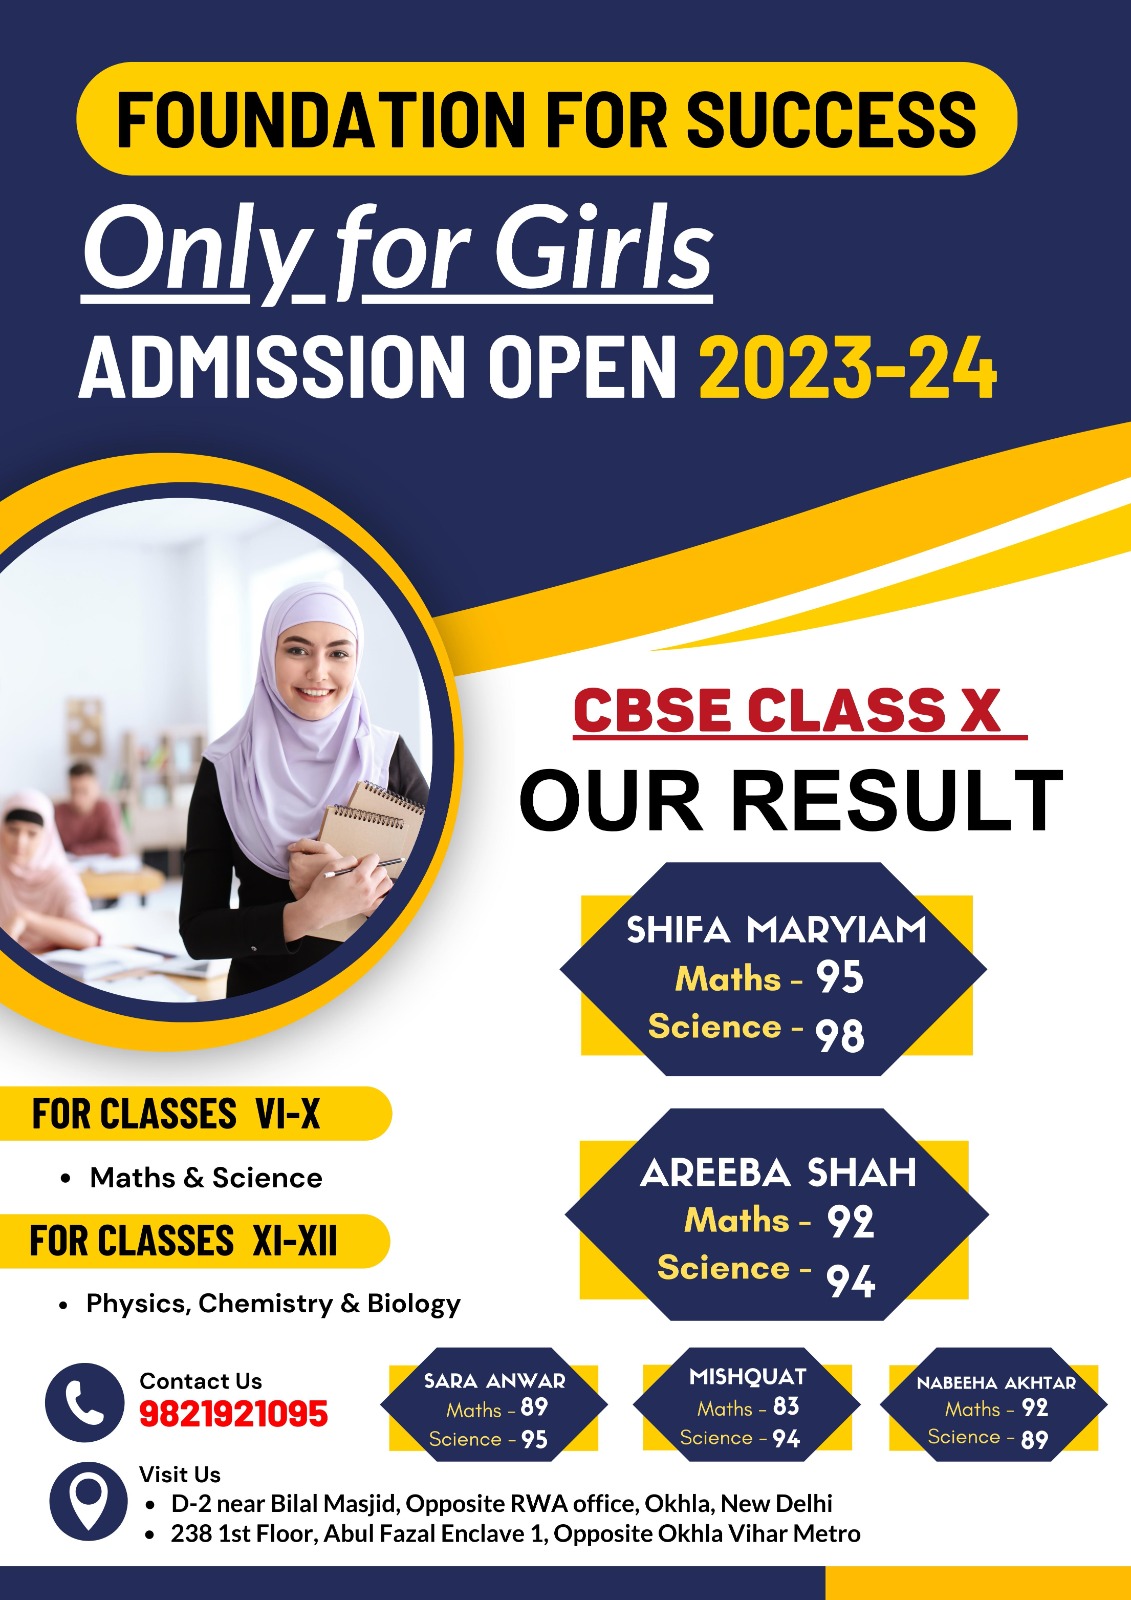 FOUNDATION FOR SUCCESS
Only for Girls
ADMISSION OPEN 2023-24
CBSE CLASS X
OUR RESULT
SHIFA MARYIAM
Maths - 95
Science - 98
AREEBA SHAH
Maths - 92
Science - 94
FOR CLASSES VI-X
• Maths & Science
FOR CLASSES XI-XII
• Physics, Chemistry & Biology
SARA ANWAR
Maths - 89
Science - 95
MISHQUAT
Maths - 83
Science - 94
NABEEHA AKHTAR
Maths - 92
Science - 89
Contact Us
9821921095
Visit Us
• D-2 near Bilal Masjid, Opposite RWA office, Okhla, New Delhi
• 238 1st Floor, Abul Fazal Enclave 1, Opposite Okhla Vihar Metro